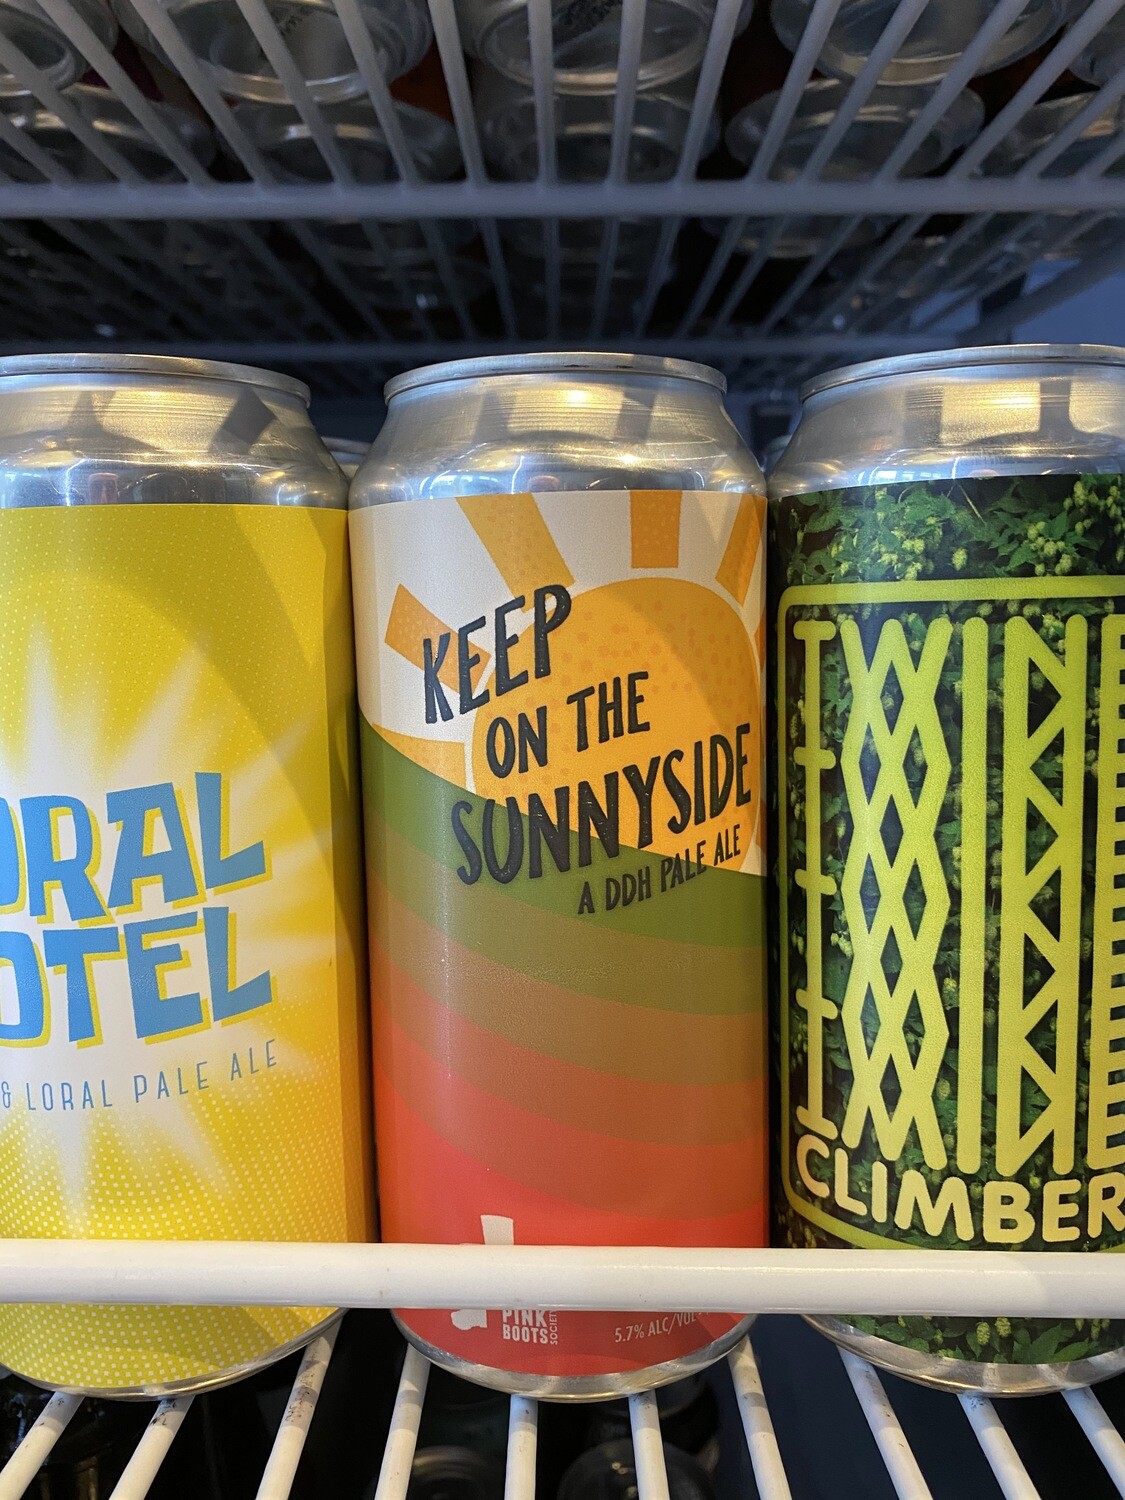 ORAL
OTEL
& LORAL PALE ALE
KEEP
ON THE
SUNNYSIDE
A DDH PALE ALE
PINK
BOOTS
SOCIETY
5.7% ALC/VOL
CLIMBER